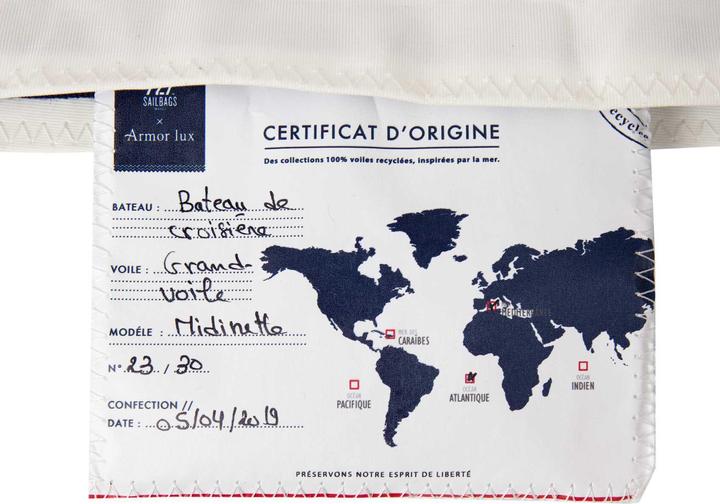 727
SAILBAGS
×
Armor lux
CERTIFICAT D'ORIGINE
Des collections 100% voiles recyclées, inspirées par la mer.
recyclée
BATEAU : Bateau de
croisière
VOILE : Grand-
voile
MODÈLE : Midinette
N° 23 / 30
CONFECTION //
DATE : 05/04/2019
MER DES
CARAÏBES
MÉDITERRANÉE
OCÉAN
PACIFIQUE
OCÉAN
ATLANTIQUE
OCÉAN
INDIEN
PRÉSERVONS NOTRE ESPRIT DE LIBERTÉ